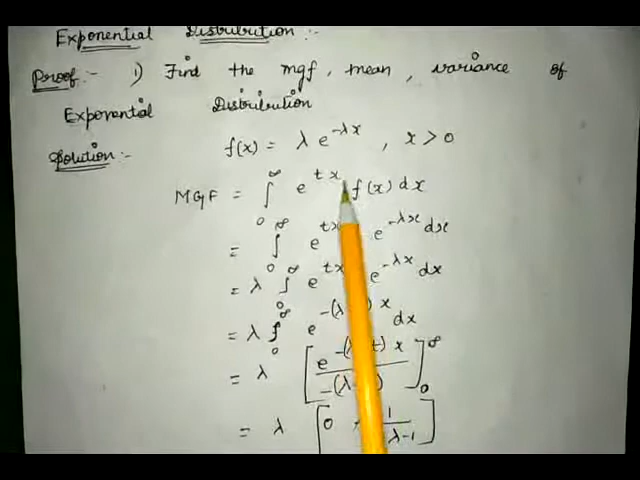 Exponential Distribution :-
Proof :- 1) Find the mgf, mean, variance of
Exponential Distribution
Solution :- f(x) = λ e^{-λx}, x > 0
MGF = ∫_0^∞ e^{tx} f(x) dx
= ∫_0^∞ e^{tx} e^{-λx} dx
= λ ∫_0^∞ e^{tx} e^{-λx} dx
= λ ∫_0^∞ e^{-(λ t) x} dx
= λ [ e^{-(λ t) x} / -(λ ) ]_0^∞
= λ [ 0 1/λ-1 ]